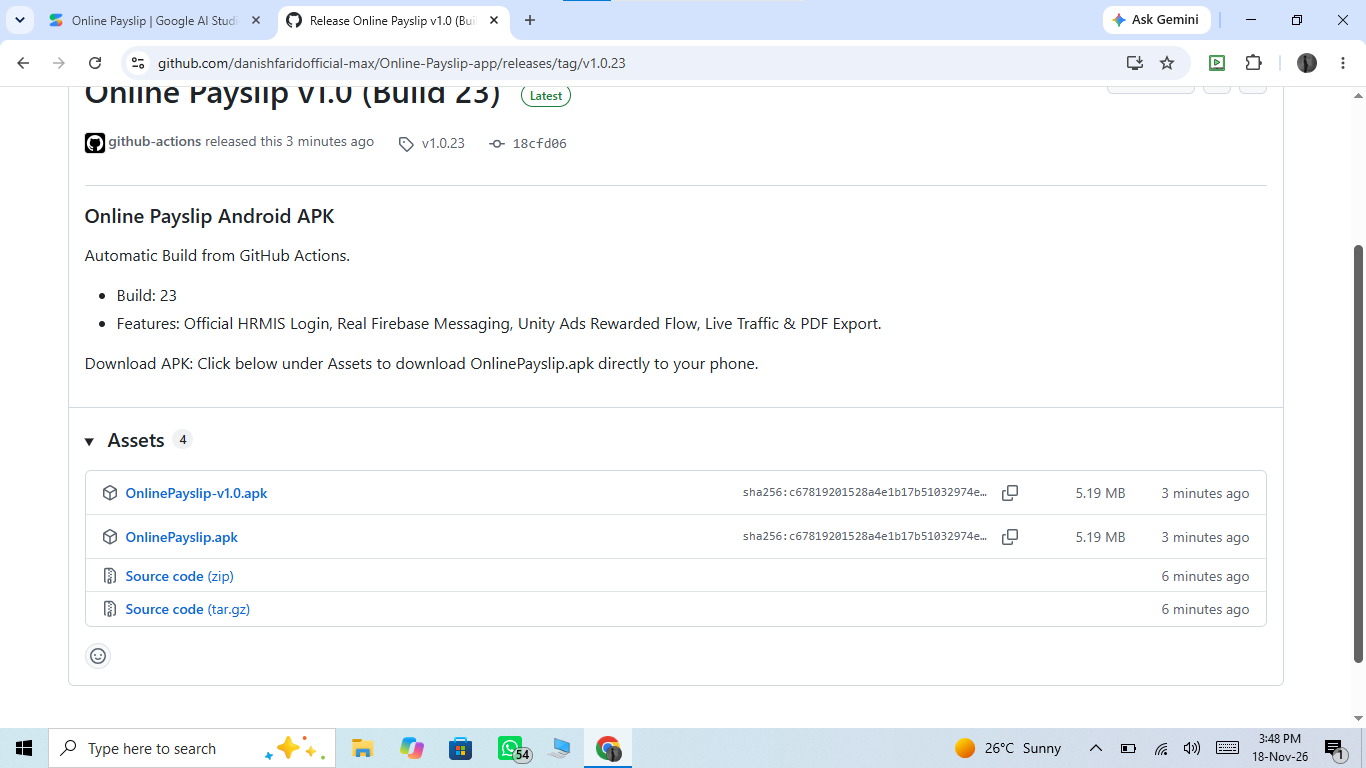 Online Payslip | Google AI Studi
Release Online Payslip v1.0 (Bui
Ask Gemini
github.com/danishfaridofficial-max/Online-Payslip-app/releases/tag/v1.0.23
Online Payslip v1.0 (Build 23) Latest
github-actions released this 3 minutes ago v1.0.23 18cfd06
Online Payslip Android APK
Automatic Build from GitHub Actions.
• Build: 23
• Features: Official HRMIS Login, Real Firebase Messaging, Unity Ads Rewarded Flow, Live Traffic & PDF Export.
Download APK: Click below under Assets to download OnlinePayslip.apk directly to your phone.
Assets 4
OnlinePayslip-v1.0.apk sha256:c67819201528a4e1b17b51032974e… 5.19 MB 3 minutes ago
OnlinePayslip.apk sha256:c67819201528a4e1b17b51032974e… 5.19 MB 3 minutes ago
Source code (zip) 6 minutes ago
Source code (tar.gz) 6 minutes ago
Type here to search
54
26°C Sunny
3:48 PM
18-Nov-26
1